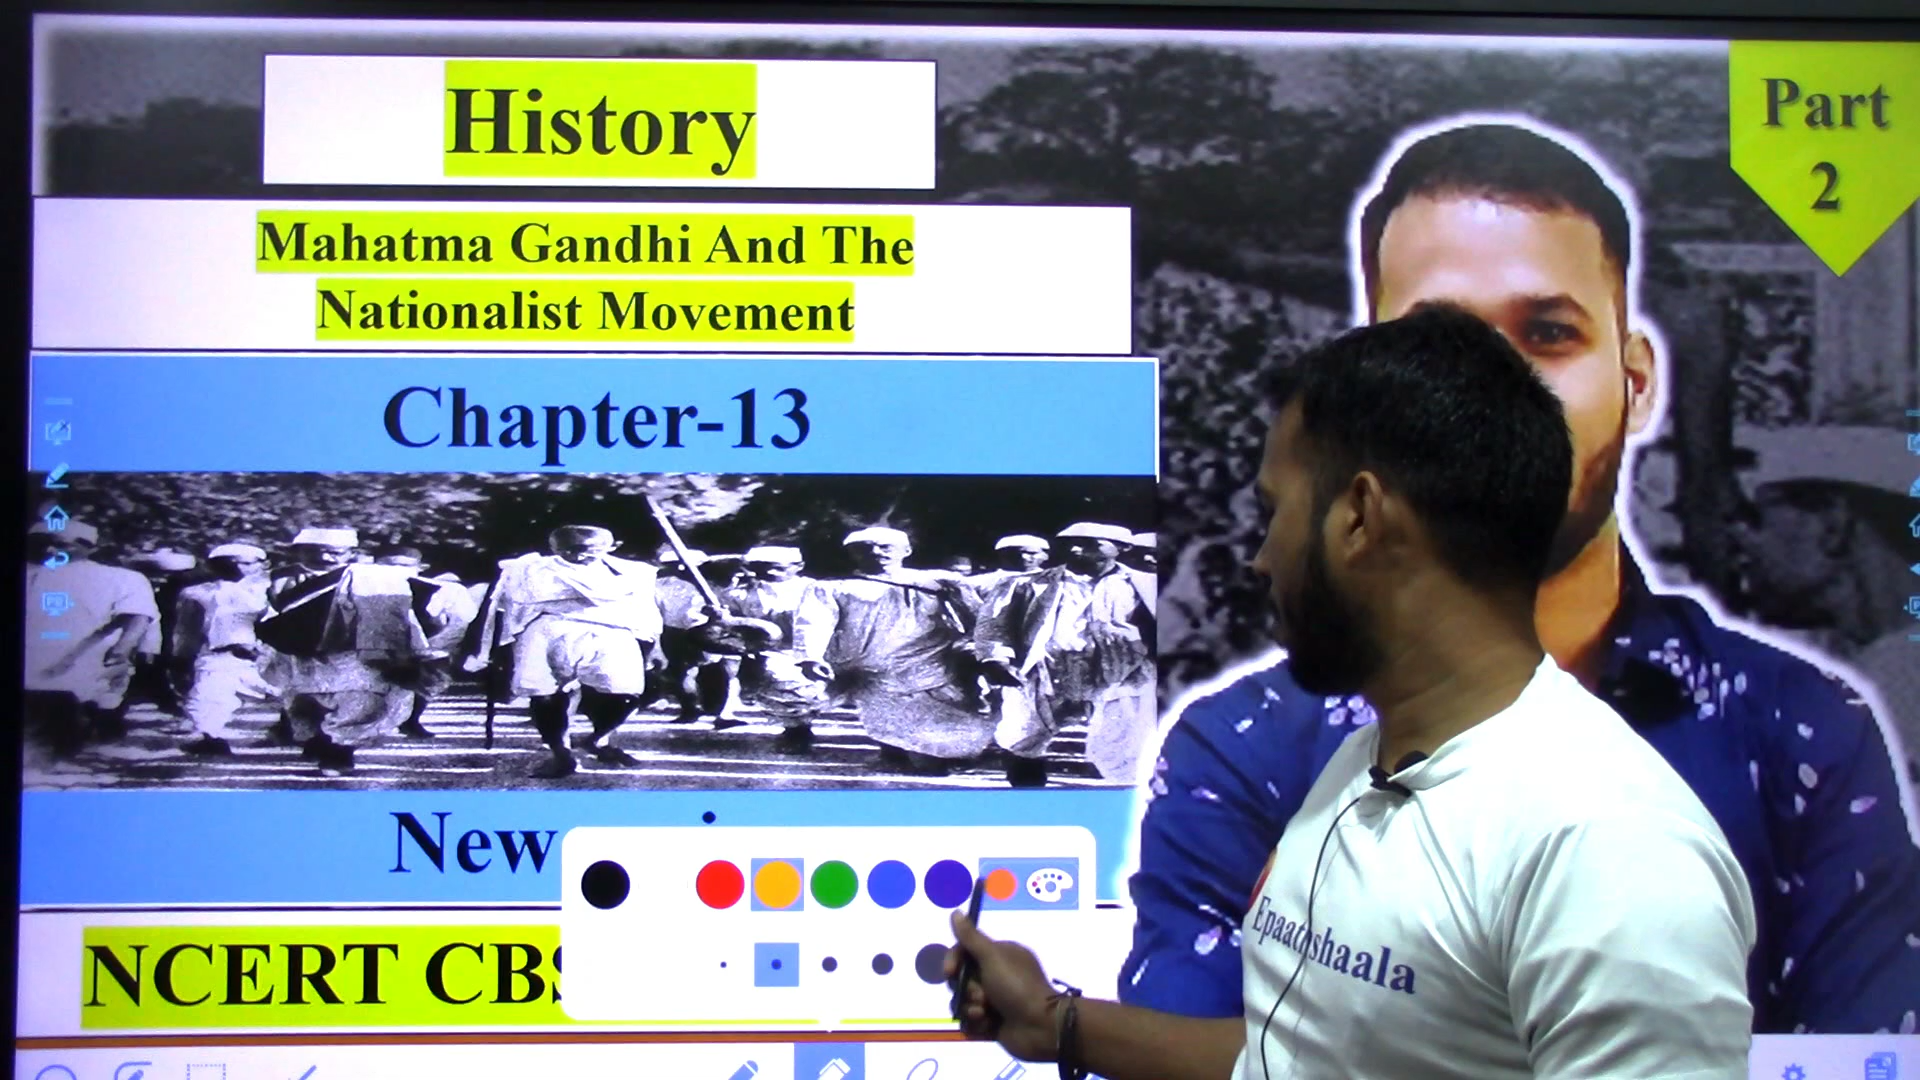 History
Part
2
Mahatma Gandhi And The
Nationalist Movement
Chapter-13
New
NCERT CBS
Epaathshaala